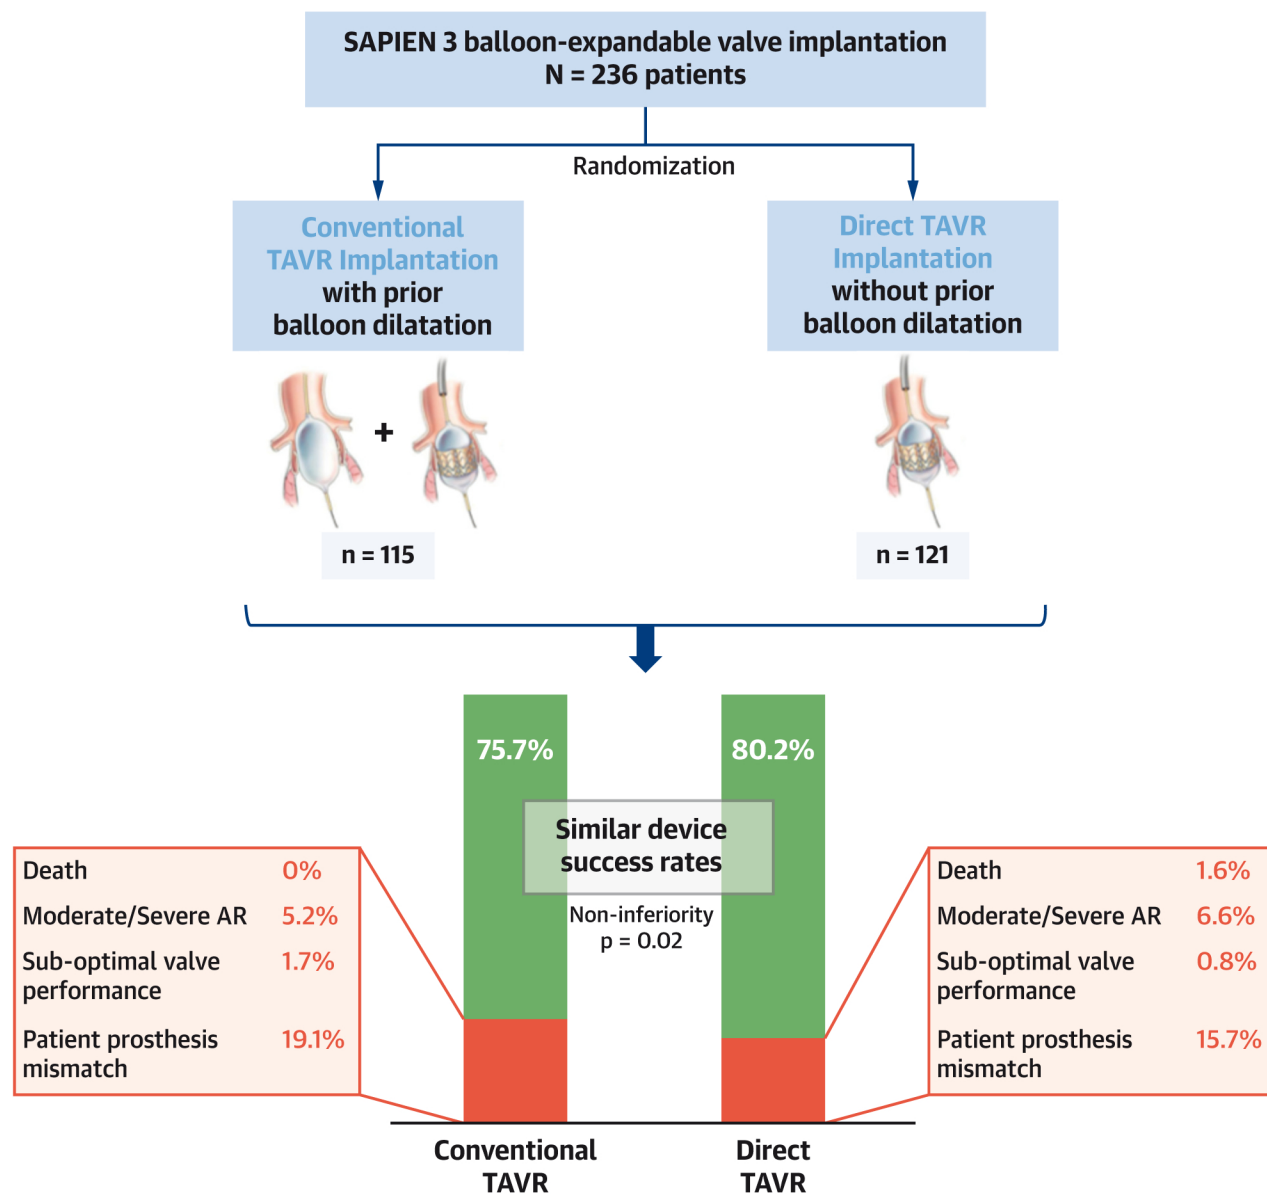 SAPIEN 3 balloon-expandable valve implantation
N = 236 patients
Randomization
Conventional
TAVR Implantation
with prior
balloon dilatation
Direct TAVR
Implantation
without prior
balloon dilatation
+
n = 115
n = 121
75.7%
80.2%
Similar device
success rates
Non-inferiority
p = 0.02
Death 0%
Moderate/Severe AR 5.2%
Sub-optimal valve 1.7%
performance
Patient prosthesis 19.1%
mismatch
Death 1.6%
Moderate/Severe AR 6.6%
Sub-optimal valve 0.8%
performance
Patient prosthesis 15.7%
mismatch
Conventional
TAVR
Direct
TAVR